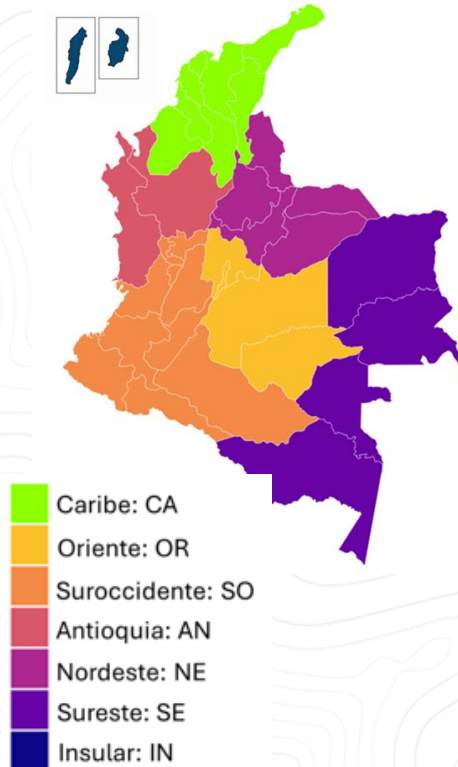 Caribe: CA
Oriente: OR
Suroccidente: SO
Antioquia: AN
Nordeste: NE
Sureste: SE
Insular: IN